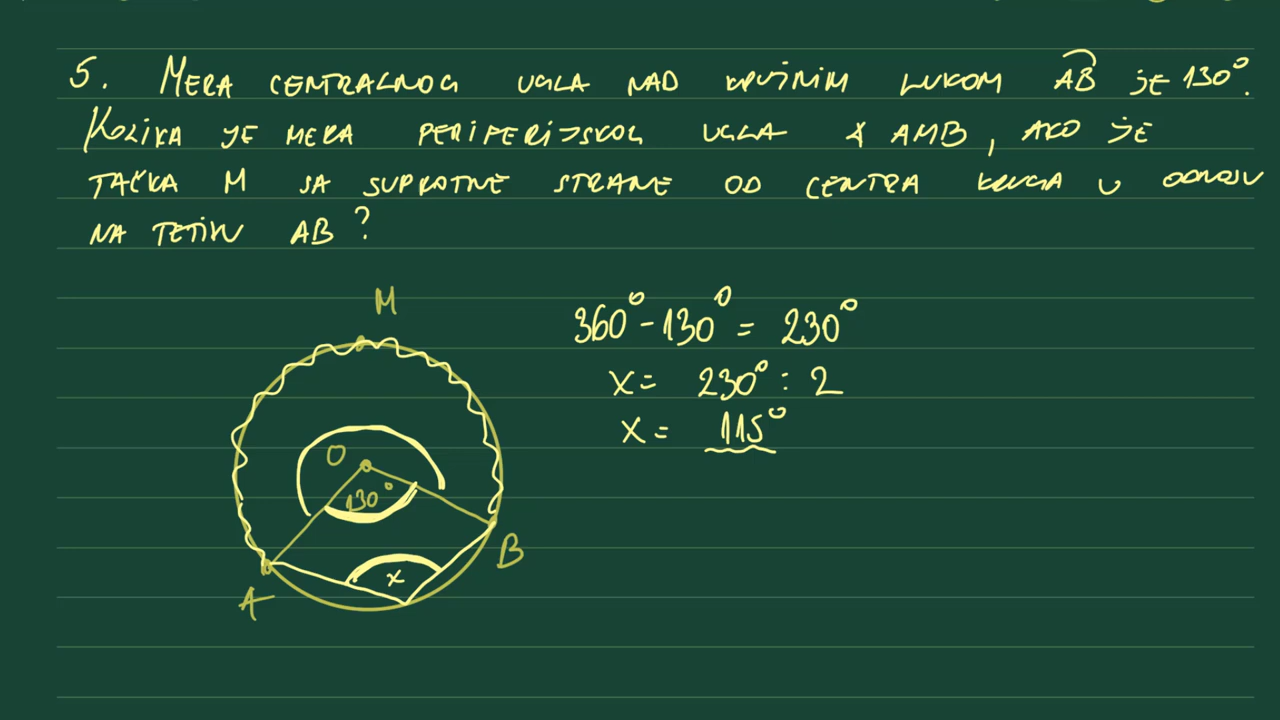 5. MERA CENTRALNOG UGLA NAD KRUŽNIM LUKOM AB JE 130°.
KOLIKA JE MERA PERIFERIJSKOG UGLA ∢ AMB, AKO JE
TAČKA M SA SUPROTNE STRANE OD CENTRA KRUGA U ODNOSU
NA TETIVU AB?
M
360° - 130° = 230°
x = 230° : 2
x = 115°
O
130°
x
B
A